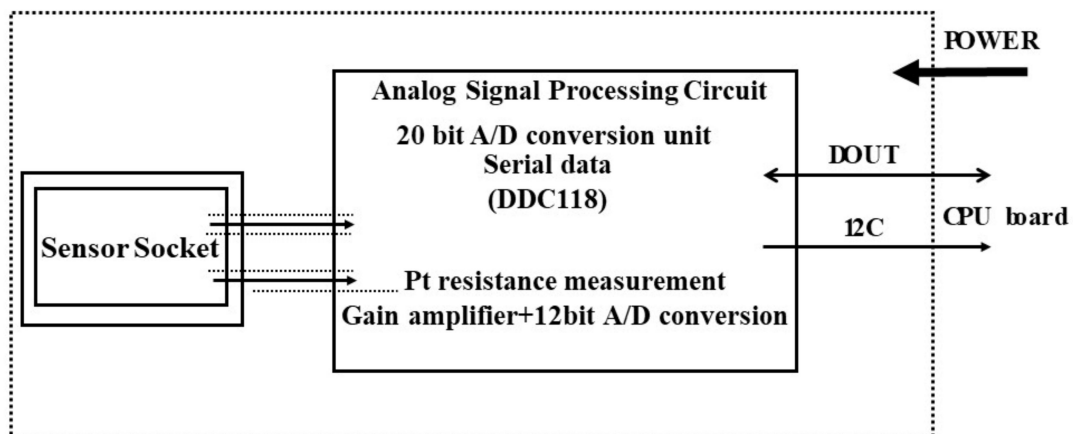 POWER
Analog Signal Processing Circuit
20 bit A/D conversion unit
Serial data
(DDC118)
DOUT
CPU board
12C
Sensor Socket
Pt resistance measurement
Gain amplifier+12bit A/D conversion